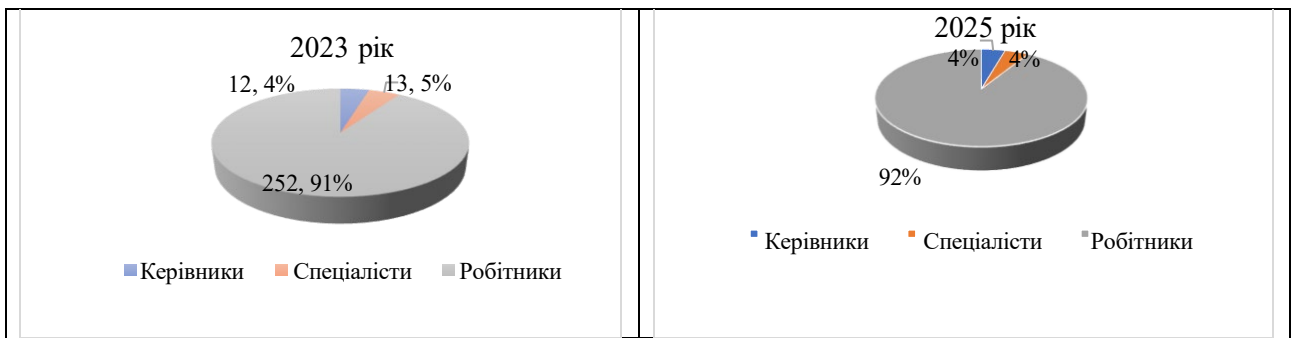 2023 рік
12, 4%
13, 5%
252, 91%
Керівники Спеціалісти Робітники
2025 рік
4%
4%
92%
Керівники Спеціалісти Робітники